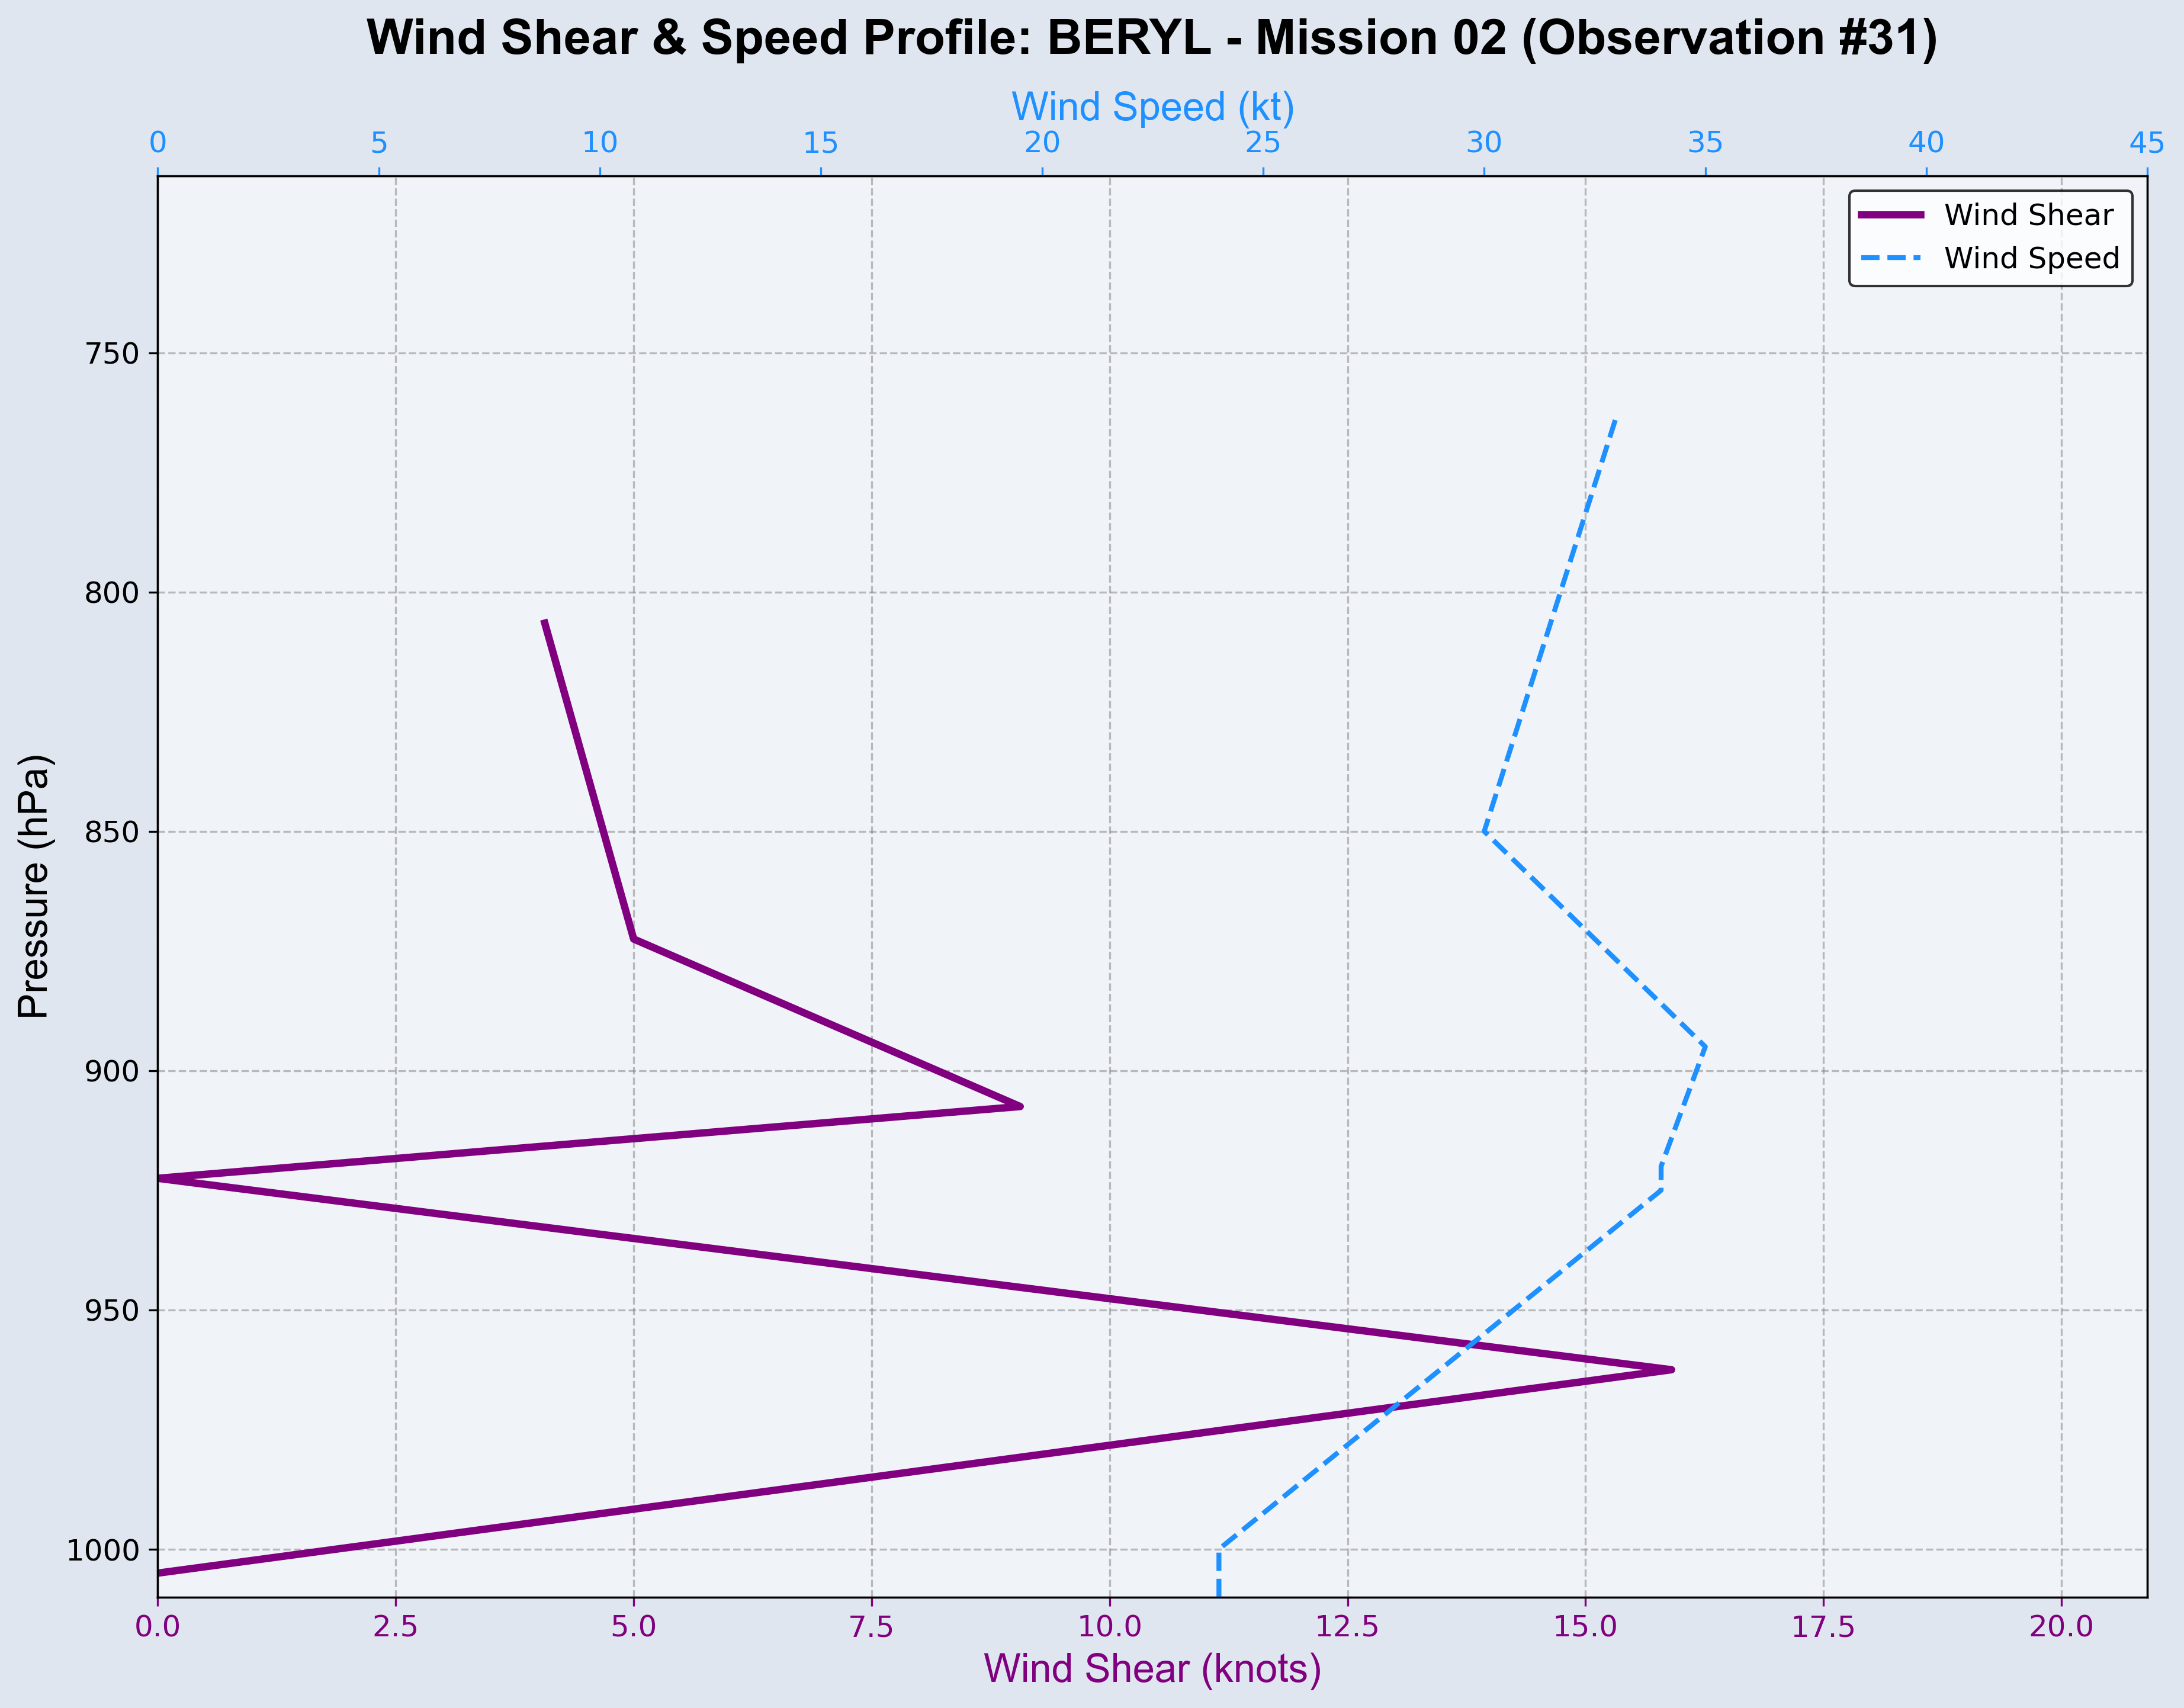 Wind Shear & Speed Profile: BERYL - Mission 02 (Observation #31)
Wind Speed (kt)
0 5 10 15 20 25 30 35 40 45
Wind Shear
Wind Speed
750
800
850
900
950
1000
Pressure (hPa)
0.0 2.5 5.0 7.5 10.0 12.5 15.0 17.5 20.0
Wind Shear (knots)